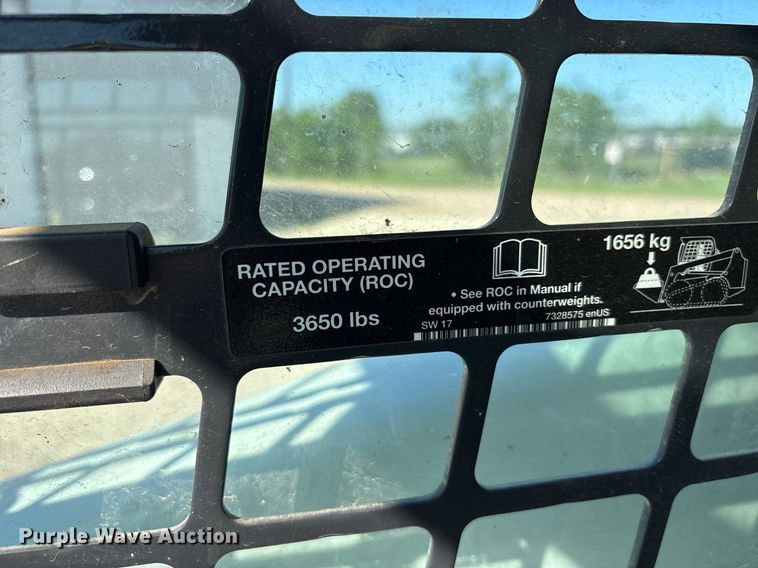 RATED OPERATING
CAPACITY (ROC)
3650 lbs
• See ROC in Manual if
equipped with counterweights.
SW 17
7328575 enUS
1656 kg
Purple Wave Auction